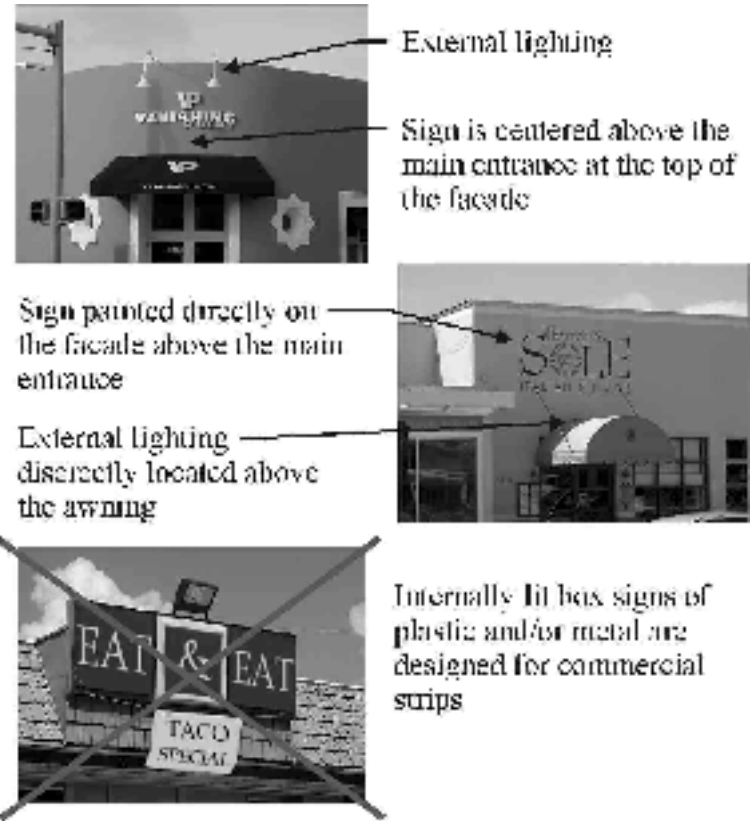 External lighting
VP
Sign is centered above the
main entrance at the top of
the facade
VP
Sign painted directly on
the facade above the main
entrance
SOLE
External lighting
discreetly located above
the awning
Internally lit box signs of
plastic and/or metal are
designed for commercial
strips
EAT & EAT
TACO
SPECIAL